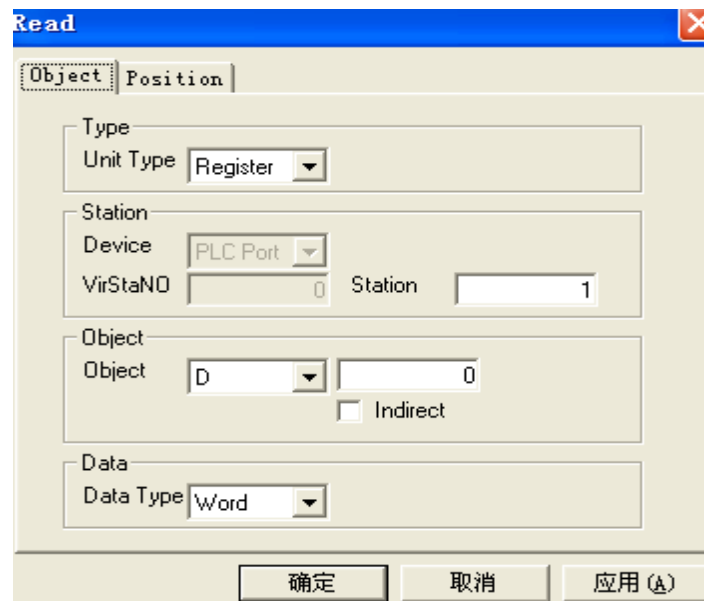 Read
Object Position
Type
Unit Type Register
Station
Device PLC Port
VirStaNO 0 Station 1
Object
Object D 0
Indirect
Data
Data Type Word
确定 取消 应用(A)